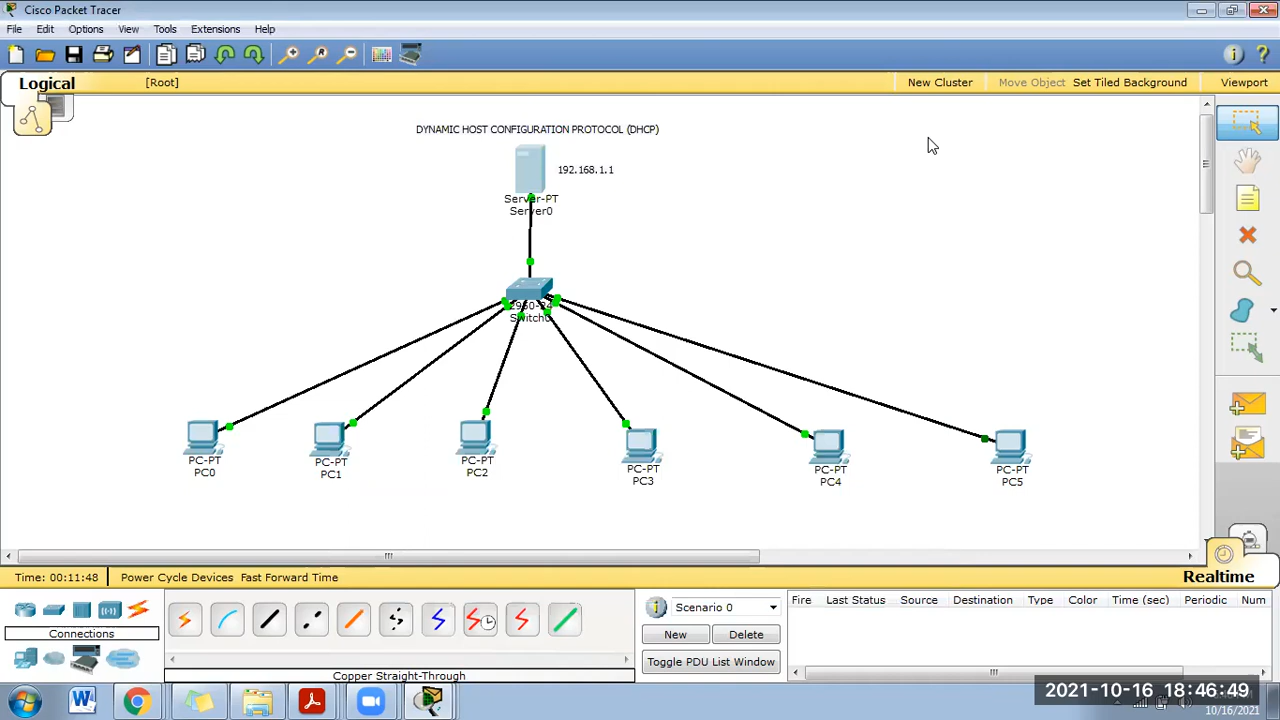 Cisco Packet Tracer
File Edit Options View Tools Extensions Help
Logical [Root] New Cluster Move Object Set Tiled Background Viewport
DYNAMIC HOST CONFIGURATION PROTOCOL (DHCP)
192.168.1.1
Server-PT
Server0
2950-24
Switch0
PC-PT
PC0
PC-PT
PC1
PC-PT
PC2
PC-PT
PC3
PC-PT
PC4
PC-PT
PC5
Time: 00:11:48 Power Cycle Devices Fast Forward Time
Realtime
Connections
Copper Straight-Through
Scenario 0
New Delete
Toggle PDU List Window
Fire Last Status Source Destination Type Color Time (sec) Periodic Num
2021-10-16 18:46:49
10/16/2021